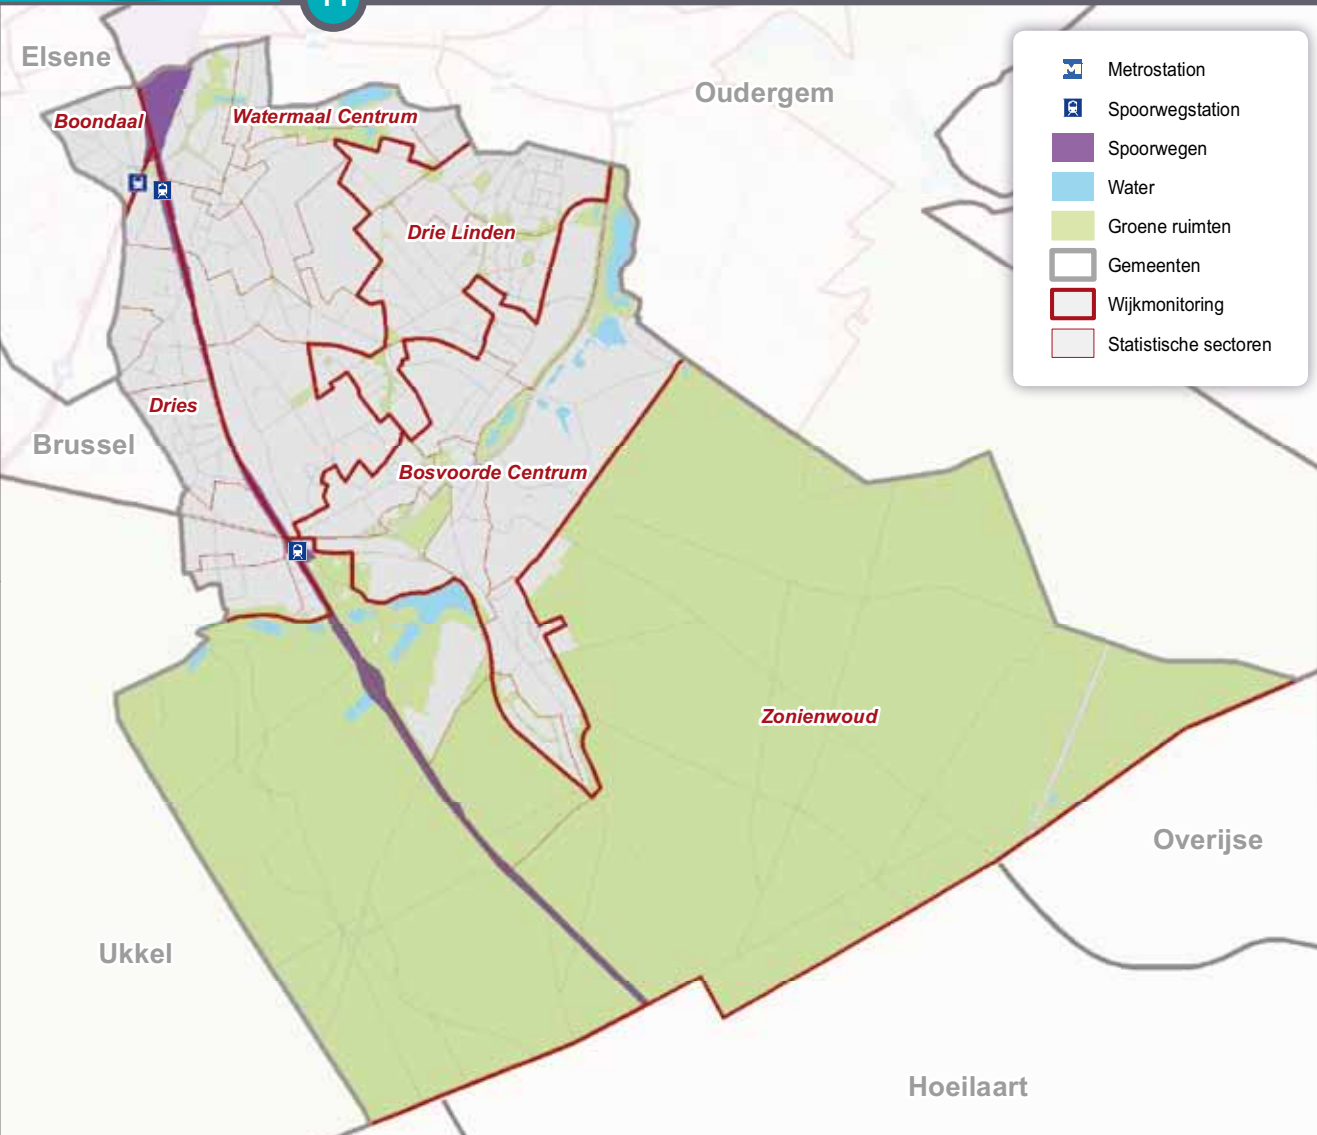 Elsene
Oudergem
Boondaal
Watermaal Centrum
Drie Linden
Dries
Brussel
Bosvoorde Centrum
Zonienwoud
Overijse
Ukkel
Hoeilaart
Metrostation
Spoorwegstation
Spoorwegen
Water
Groene ruimten
Gemeenten
Wijkmonitoring
Statistische sectoren